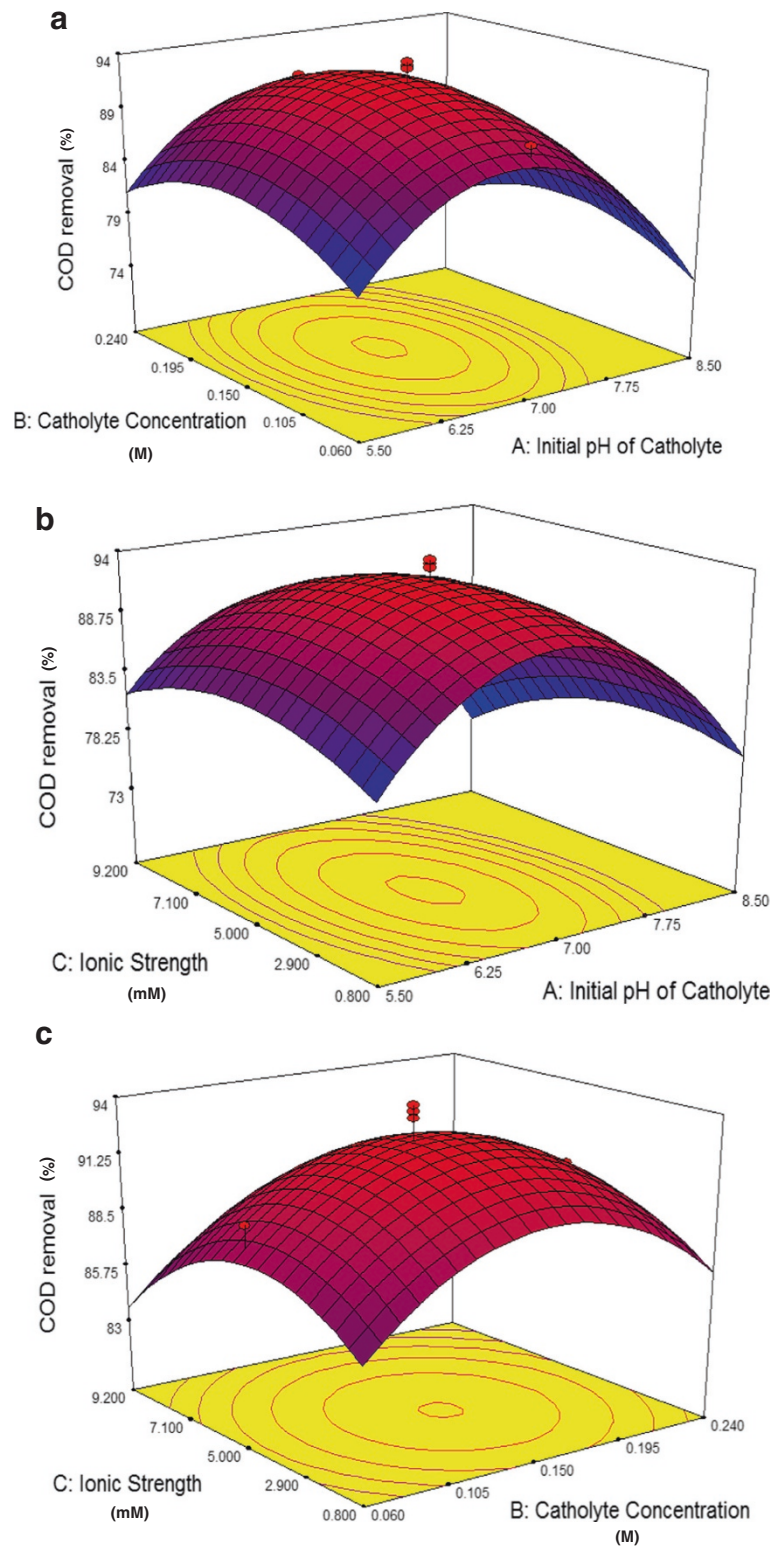 a
94
89
84
79
74
COD removal (%)
0.240
0.195
0.150
0.105
0.060
B: Catholyte Concentration
(M)
5.50
6.25
7.00
7.75
8.50
A: Initial pH of Catholyte
b
94
88.75
83.5
78.25
73
COD removal (%)
9.200
7.100
5.000
2.900
0.800
C: Ionic Strength
(mM)
5.50
6.25
7.00
7.75
8.50
A: Initial pH of Catholyte
c
94
91.25
88.5
85.75
83
COD removal (%)
9.200
7.100
5.000
2.900
0.800
C: Ionic Strength
(mM)
0.060
0.105
0.150
0.195
0.240
B: Catholyte Concentration
(M)